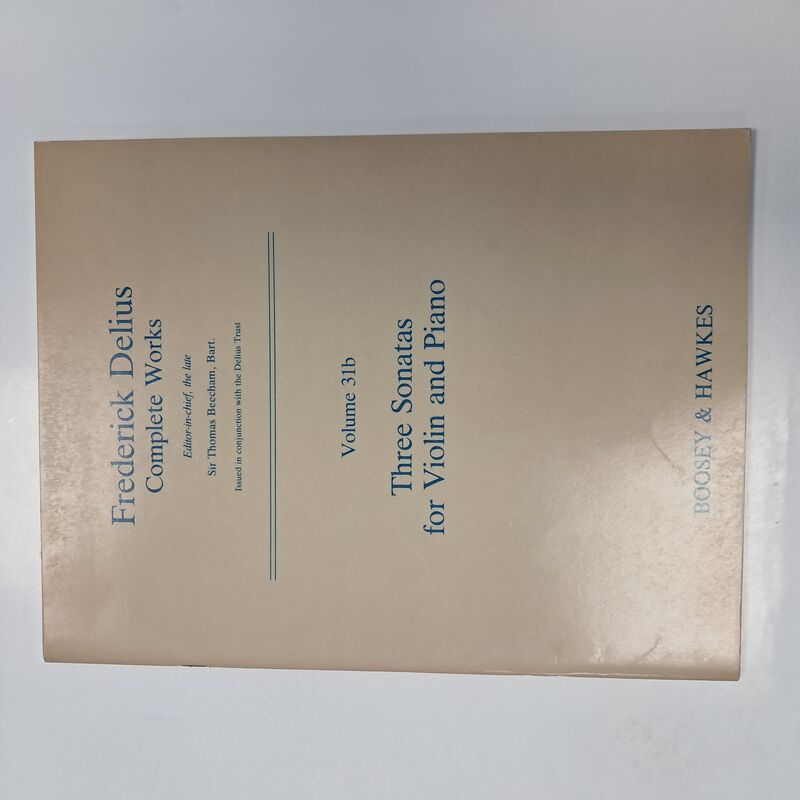 Frederick Delius
Complete Works
Editor-in-chief, the late
Sir Thomas Beecham, Bart.
Issued in conjunction with the Delius Trust
Volume 31b
Three Sonatas
for Violin and Piano
BOOSEY & HAWKES